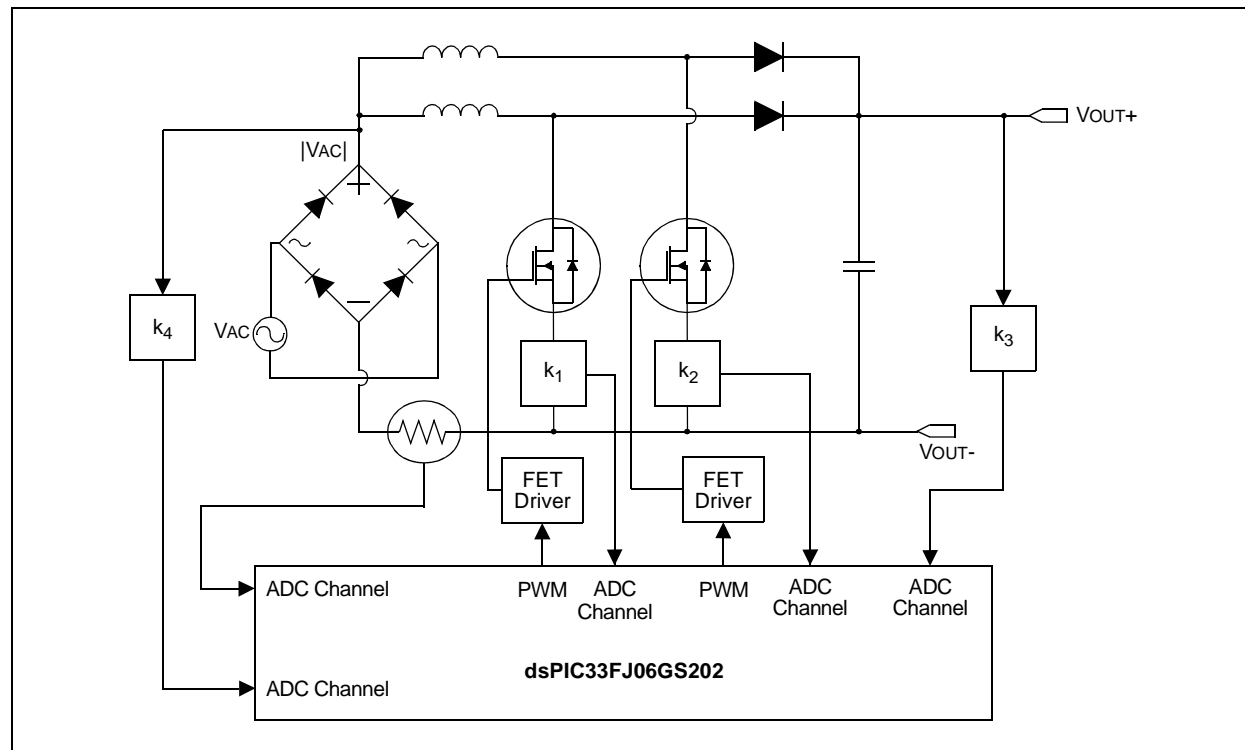 VOUT+
|VAC|
k4
VAC
k3
k1
k2
VOUT-
FET
Driver
FET
Driver
ADC Channel
PWM
ADC
Channel
PWM
ADC
Channel
ADC
Channel
dsPIC33FJ06GS202
ADC Channel